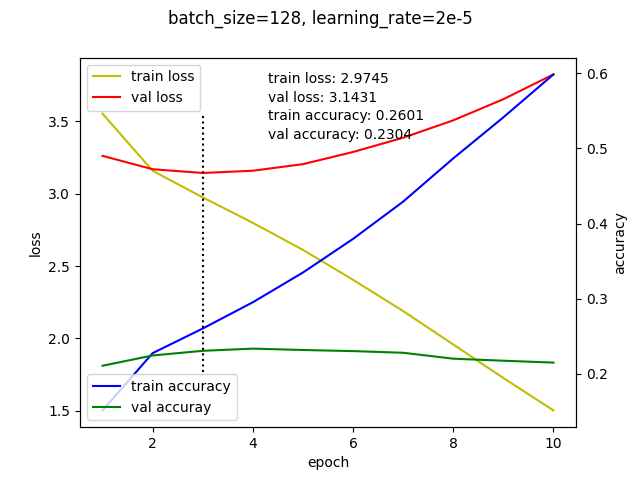 batch_size=128, learning_rate=2e-5
train loss
val loss
train loss: 2.9745
val loss: 3.1431
train accuracy: 0.2601
val accuracy: 0.2304
3.5
3.0
2.5
2.0
1.5
loss
0.6
0.5
0.4
0.3
0.2
accuracy
train accuracy
val accuray
2
4
6
8
10
epoch